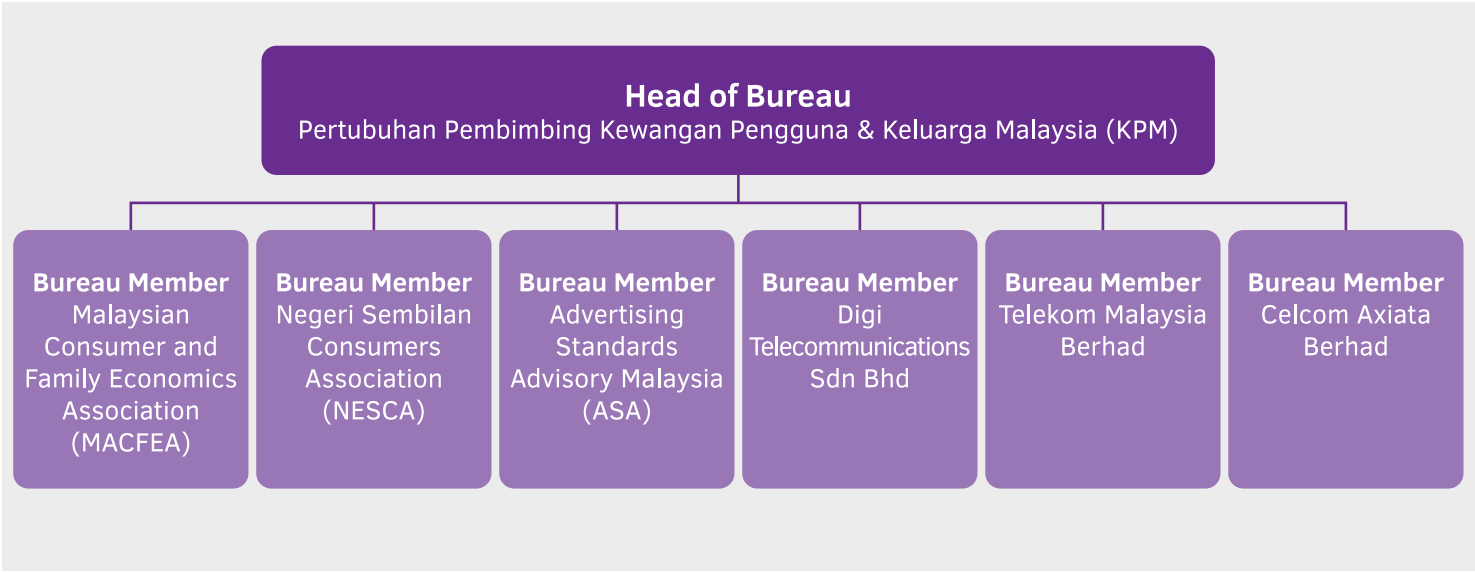 Head of Bureau
Pertubuhan Pembimbing Kewangan Pengguna & Keluarga Malaysia (KPM)
Bureau Member
Malaysian
Consumer and
Family Economics
Association
(MACFEA)
Bureau Member
Negeri Sembilan
Consumers
Association
(NESCA)
Bureau Member
Advertising
Standards
Advisory Malaysia
(ASA)
Bureau Member
Digi
Telecommunications
Sdn Bhd
Bureau Member
Telekom Malaysia
Berhad
Bureau Member
Celcom Axiata
Berhad